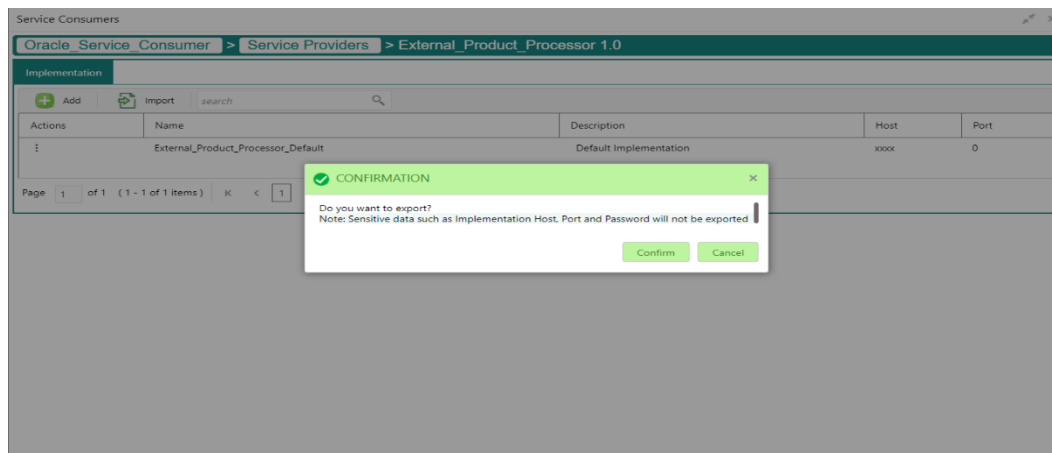 Service Consumers
Oracle_Service_Consumer > Service Providers > External_Product_Processor 1.0
Implementation
Add Import search
Actions Name Description Host Port
External_Product_Processor_Default Default Implementation xxxx 0
CONFIRMATION
Page 1 of 1 (1 - 1 of 1 items) K < 1
Do you want to export?
Note: Sensitive data such as Implementation Host, Port and Password will not be exported
Confirm Cancel